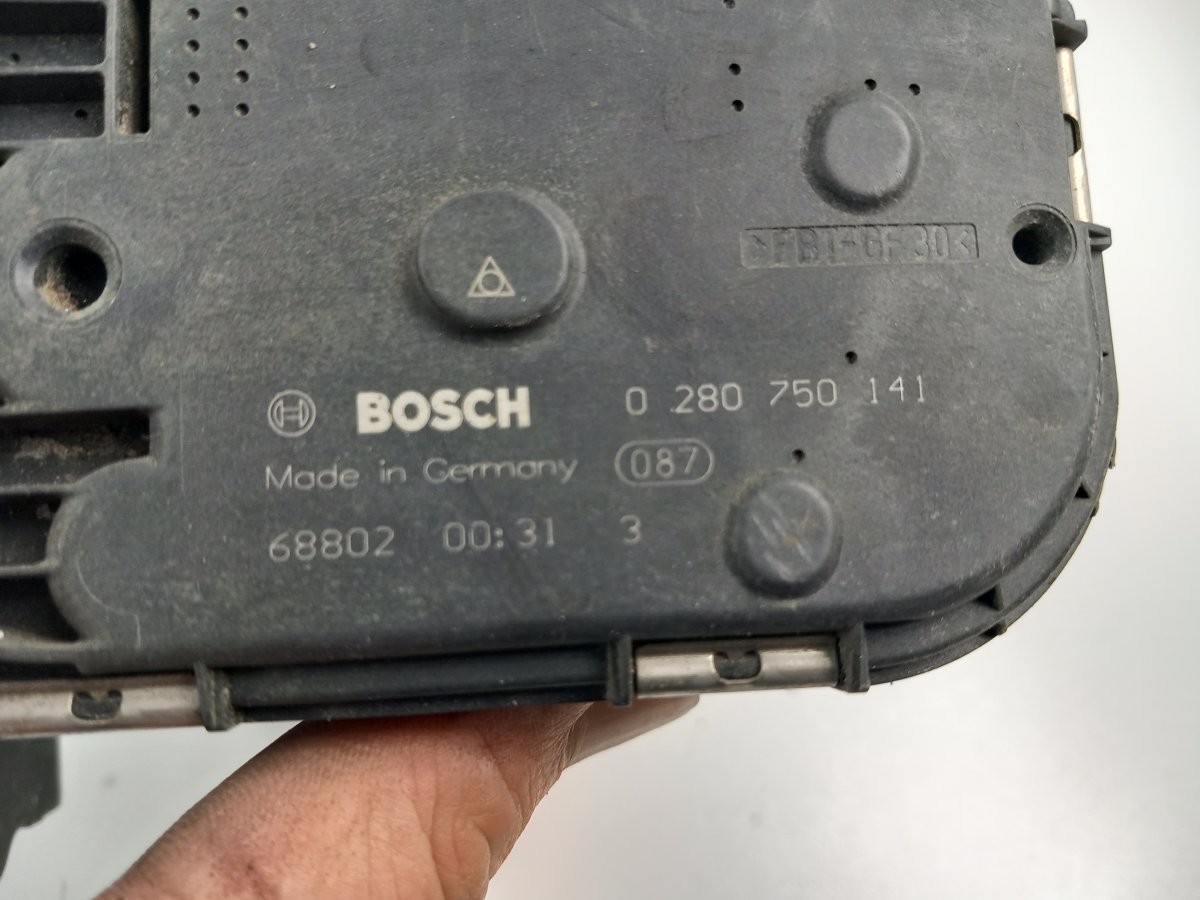 >PBT-GF30<
BOSCH 0 280 750 141
Made in Germany 087
68802 00:31 3